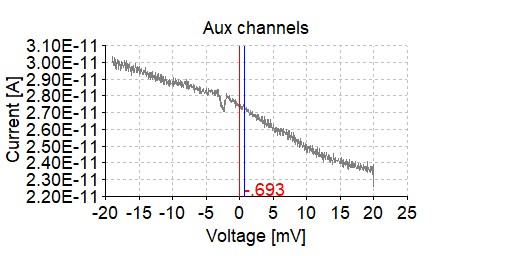 Aux channels
Current [A]
3.10E-11
3.00E-11
2.90E-11
2.80E-11
2.70E-11
2.60E-11
2.50E-11
2.40E-11
2.30E-11
2.20E-11
-.693
-20 -15 -10 -5 0 5 10 15 20 25
Voltage [mV]